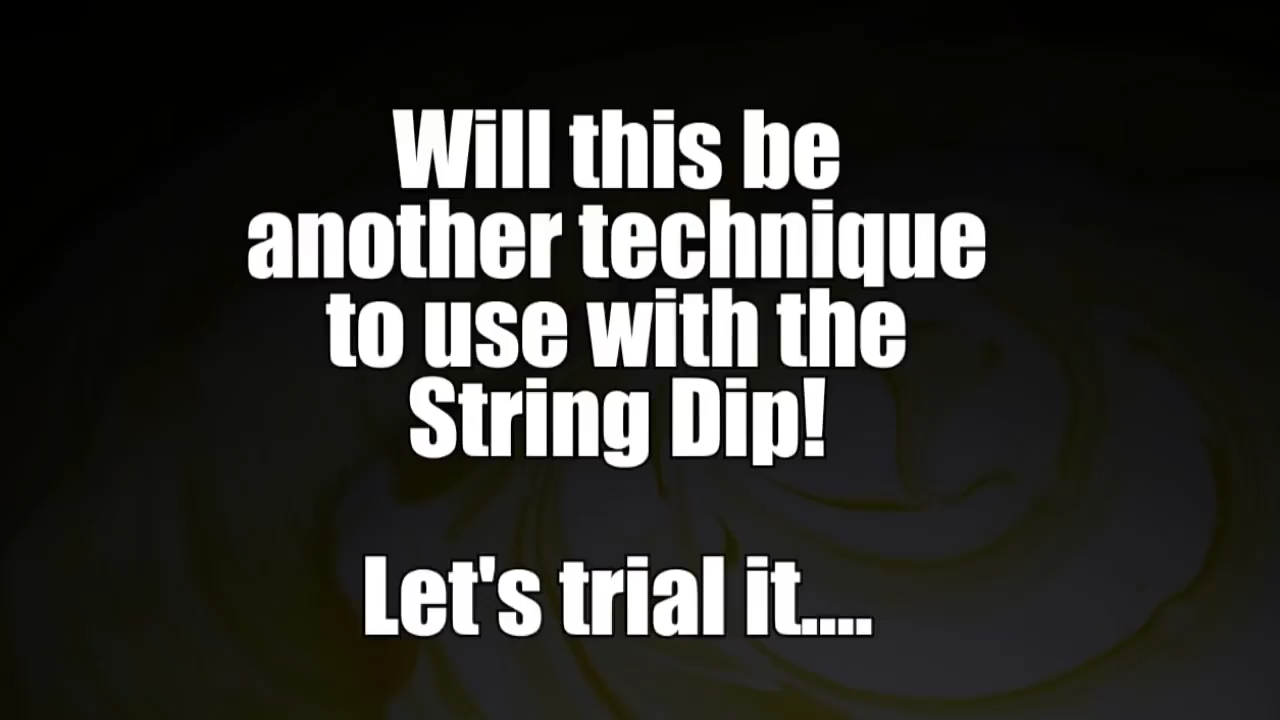 Will this be
another technique
to use with the
String Dip!
Let's trial it....